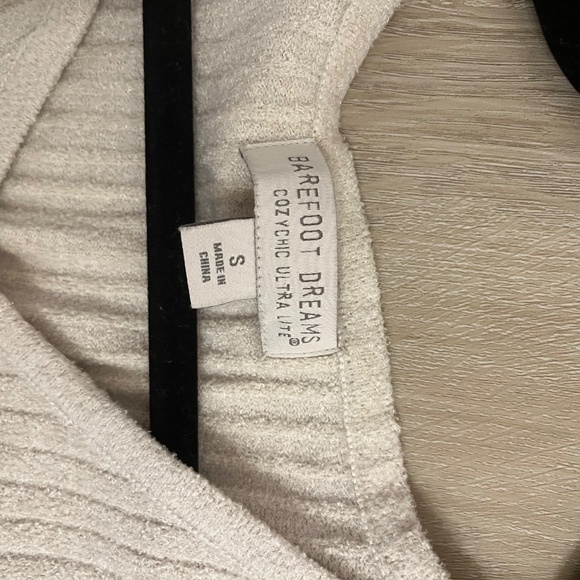 BAREFOOT DREAMS
COZYCHIC ULTRA LITE®
S
MADE IN
CHINA